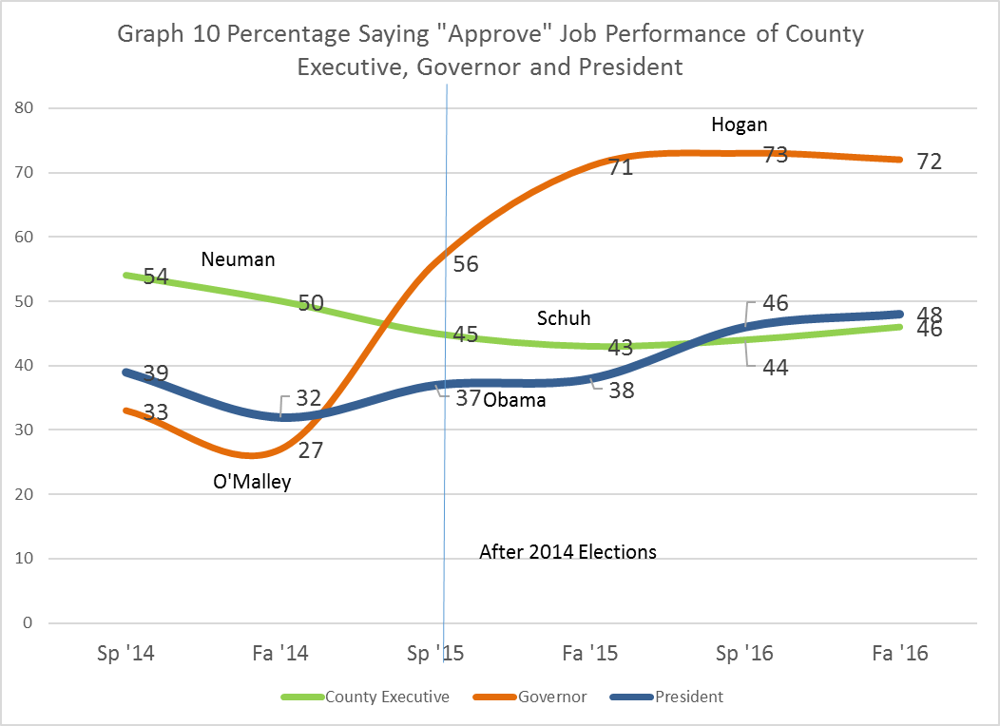 Graph 10 Percentage Saying "Approve" Job Performance of County
Executive, Governor and President
80
Hogan
73
72
71
70
60
Neuman
56
54
50
50
Schuh
46
48
45
46
43
44
40
39
38
37
Obama
33
32
30
27
O'Malley
20
After 2014 Elections
10
0
Sp '14 Fa '14 Sp '15 Fa '15 Sp '16 Fa '16
County Executive Governor President